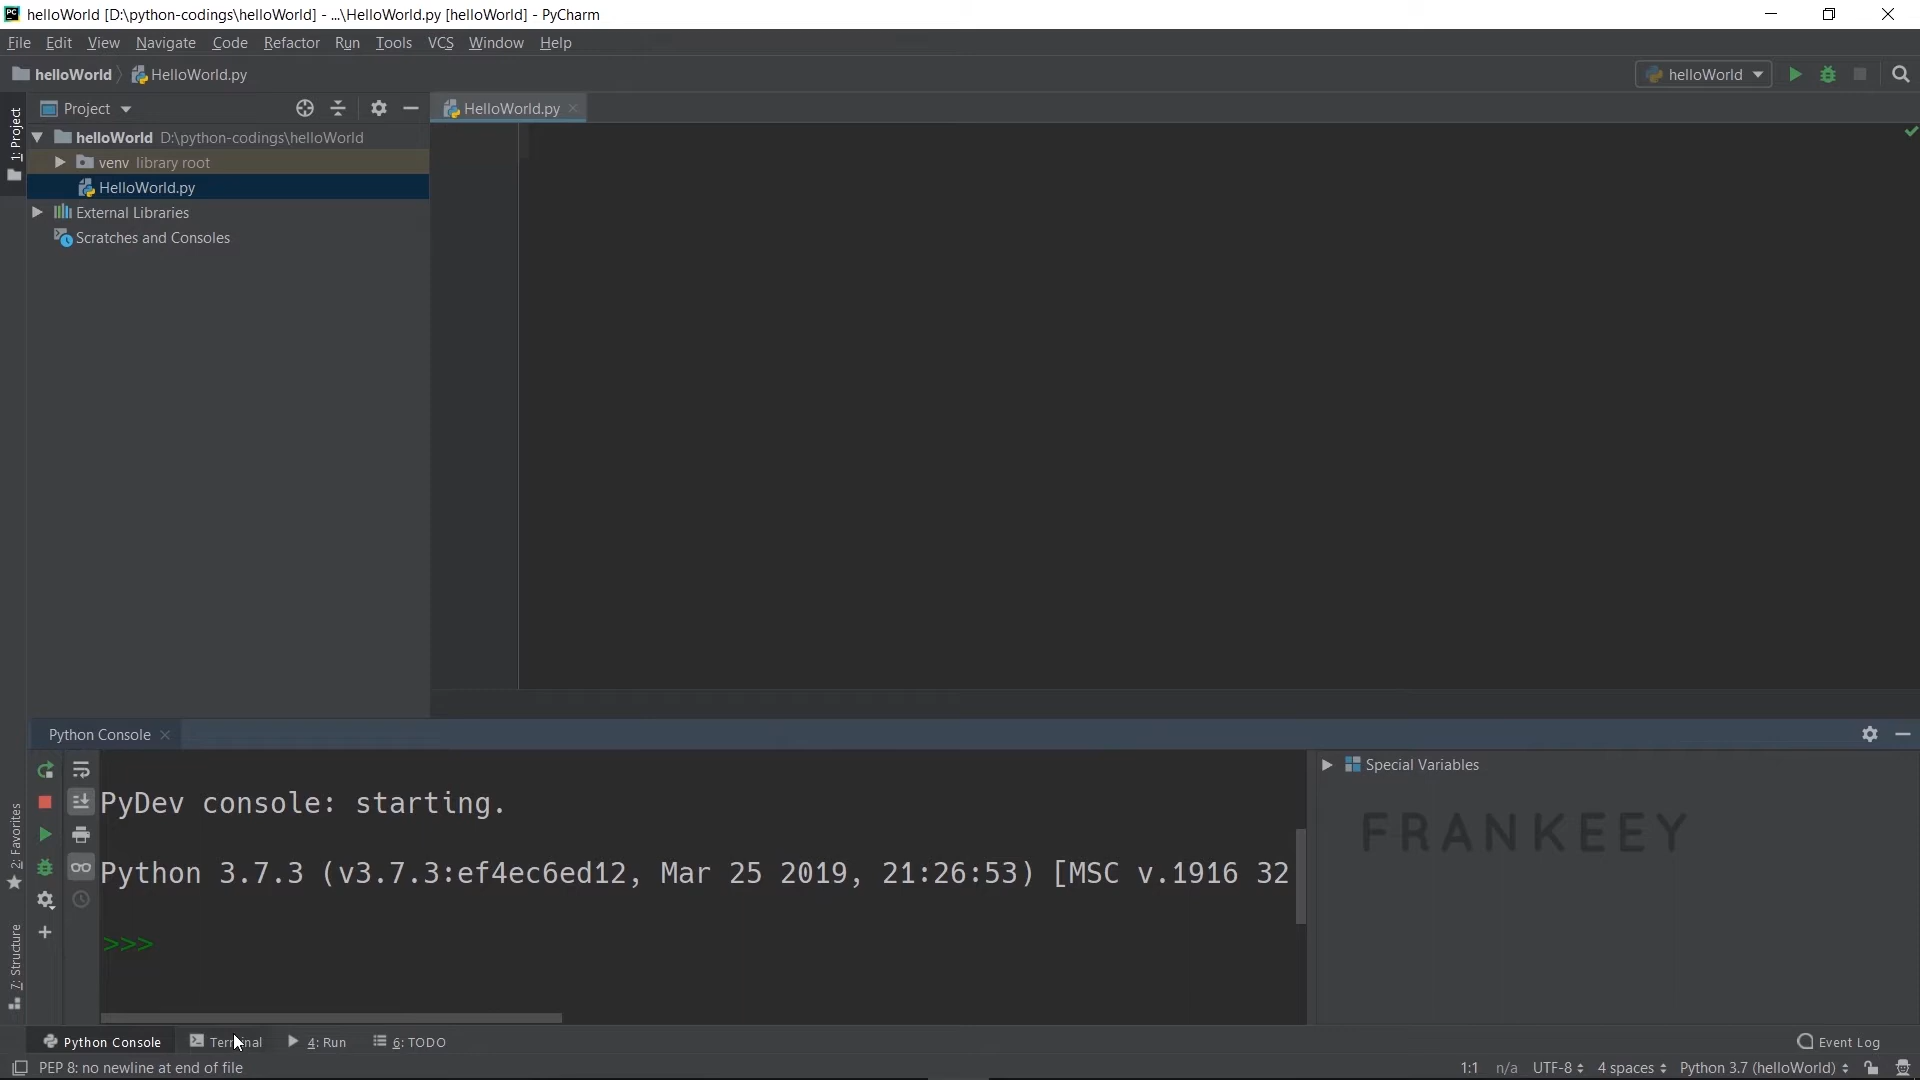 helloWorld [D:\python-codings\helloWorld] - ...\HelloWorld.py [helloWorld] - PyCharm
File Edit View Navigate Code Refactor Run Tools VCS Window Help
helloWorld HelloWorld.py helloWorld
Project HelloWorld.py
1: Project
helloWorld D:\python-codings\helloWorld
venv library root
HelloWorld.py
External Libraries
Scratches and Consoles
Python Console
Special Variables
PyDev console: starting.
FRANKEEY
Python 3.7.3 (v3.7.3:ef4ec6ed12, Mar 25 2019, 21:26:53) [MSC v.1916 32
>>>
2: Favorites
7: Structure
Python Console Terminal 4: Run 6: TODO Event Log
PEP 8: no newline at end of file 1:1 n/a UTF-8 4 spaces Python 3.7 (helloWorld)